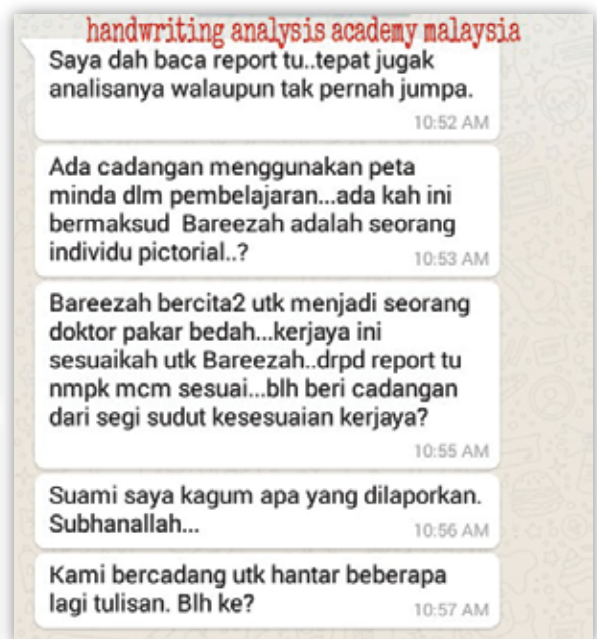 handwriting analysis academy malaysia
Saya dah baca report tu..tepat jugak
analisanya walaupun tak pernah jumpa.
10:52 AM
Ada cadangan menggunakan peta
minda dlm pembelajaran...ada kah ini
bermaksud Bareezah adalah seorang
individu pictorial..?
10:53 AM
Bareezah bercita2 utk menjadi seorang
doktor pakar bedah...kerjaya ini
sesuaikah utk Bareezah..drpd report tu
nmpk mcm sesuai...blh beri cadangan
dari segi sudut kesesuaian kerjaya?
10:55 AM
Suami saya kagum apa yang dilaporkan.
Subhanallah...
10:56 AM
Kami bercadang utk hantar beberapa
lagi tulisan. Blh ke?
10:57 AM